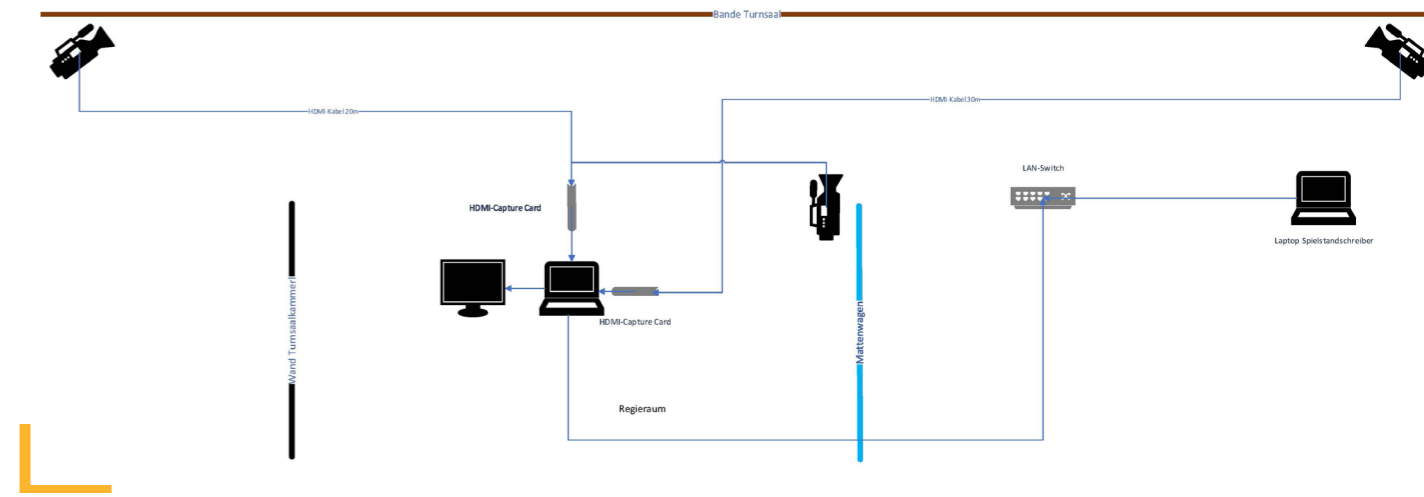 Bande Turnsaal
HDMI-Kabel 20m
HDMI-Kabel 30m
LAN-Switch
HDMI-Capture Card
Laptop Spielstandschreiber
Wand Turnsaalkammerl
Mattenwagen
HDMI-Capture Card
Regieraum